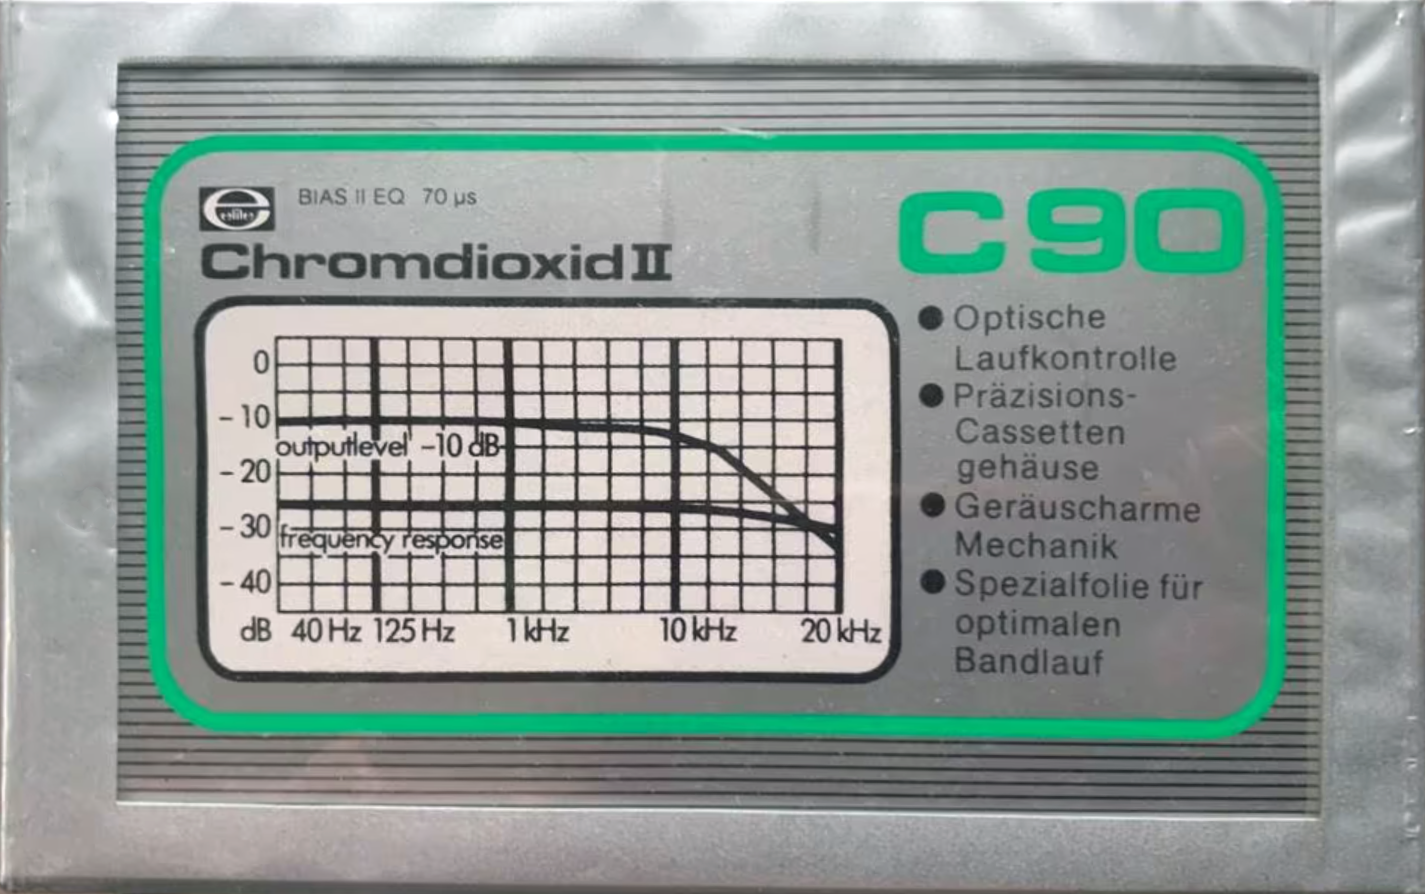 elite
BIAS II EQ 70 µs
Chromdioxid II
C90
0
-10
outputlevel -10 dB
-20
-30
frequency response
-40
dB 40 Hz 125 Hz 1 kHz 10 kHz 20 kHz
● Optische
Laufkontrolle
● Präzisions-
Cassetten
gehäuse
● Geräuscharme
Mechanik
● Spezialfolie für
optimalen
Bandlauf